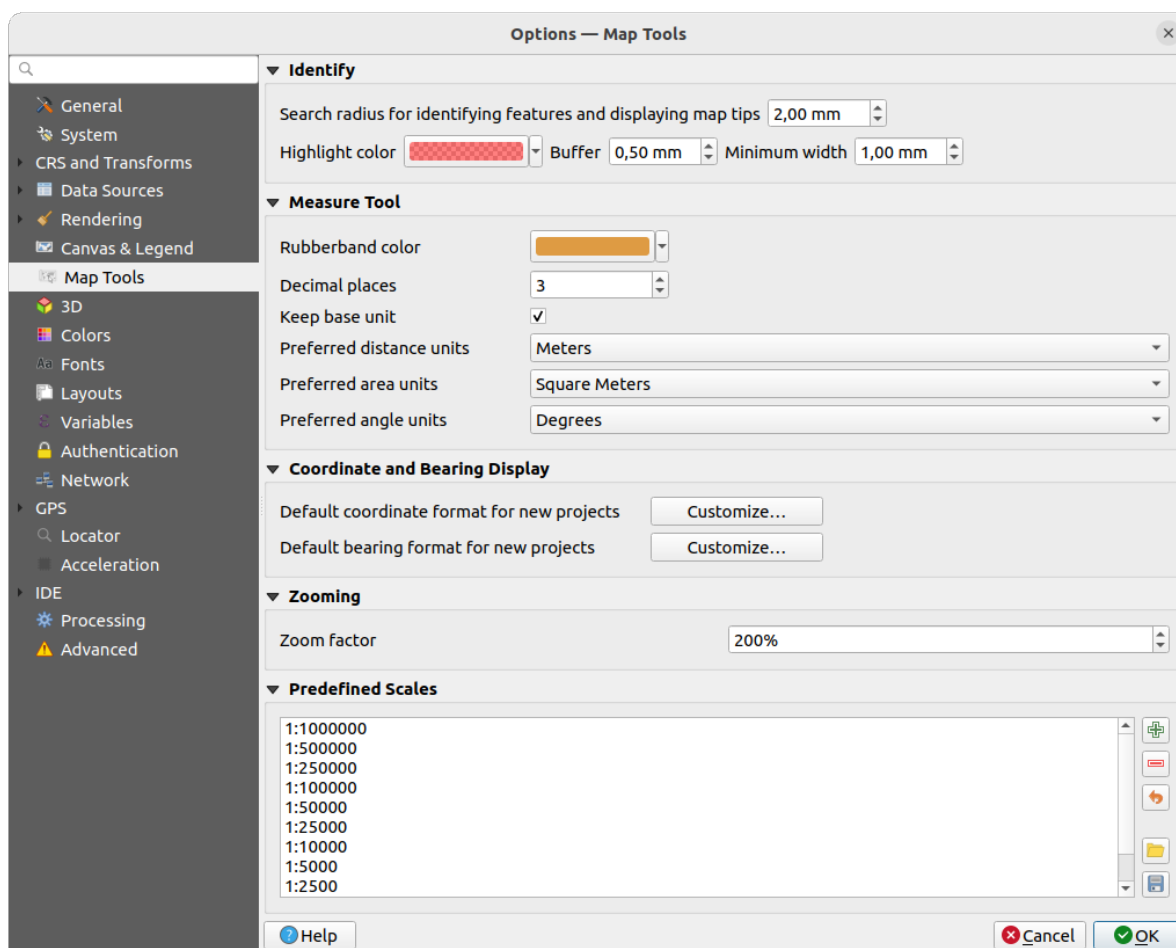 Options — Map Tools
General
System
CRS and Transforms
Data Sources
Rendering
Canvas & Legend
Map Tools
3D
Colors
Fonts
Layouts
Variables
Authentication
Network
GPS
Locator
Acceleration
IDE
Processing
Advanced
Identify
Search radius for identifying features and displaying map tips 2,00 mm
Highlight color Buffer 0,50 mm Minimum width 1,00 mm
Measure Tool
Rubberband color
Decimal places 3
Keep base unit
Preferred distance units Meters
Preferred area units Square Meters
Preferred angle units Degrees
Coordinate and Bearing Display
Default coordinate format for new projects Customize…
Default bearing format for new projects Customize…
Zooming
Zoom factor 200%
Predefined Scales
1:1000000
1:500000
1:250000
1:100000
1:50000
1:25000
1:10000
1:5000
1:2500
Help Cancel OK